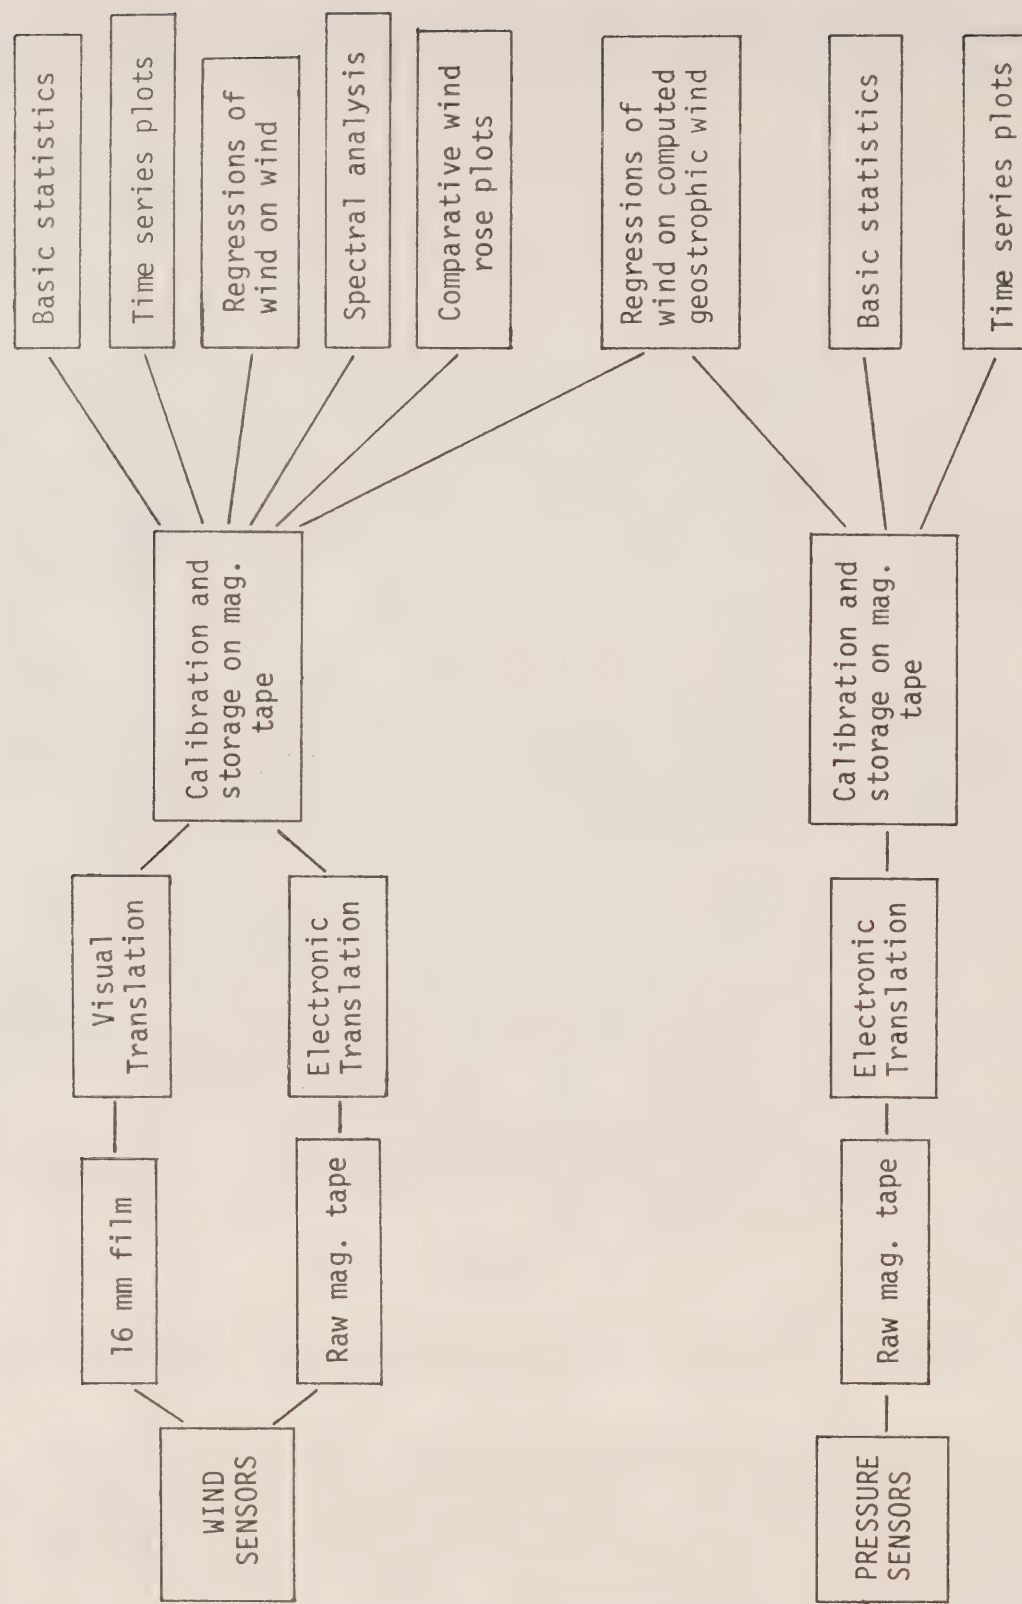 WIND
SENSORS
16 mm film
Raw mag. tape
Visual
Translation
Electronic
Translation
Calibration and
storage on mag.
tape
Basic statistics
Time series plots
Regressions of
wind on wind
Spectral analysis
Comparative wind
rose plots
Regressions of
wind on computed
geostrophic wind
PRESSURE
SENSORS
Raw mag. tape
Electronic
Translation
Calibration and
storage on mag.
tape
Basic statistics
Time series plots